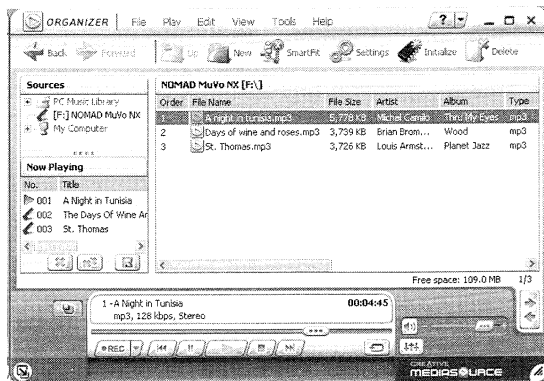 ORGANIZER File Play Edit View Tools Help ?
Back Forward Up New SmartFit Settings Initialize Delete
Sources
PC Music Library
[F:] NOMAD MuVo NX
My Computer
NOMAD MuVo NX [F:\]
Order File Name File Size Artist Album Type
1 A night in tunisia.mp3 5,778 KB Michel Camilo Thru My Eyes mp3
2 Days of wine and roses.mp3 3,739 KB Brian Brom... Wood mp3
3 St. Thomas.mp3 3,726 KB Louis Armst... Planet Jazz mp3
Now Playing
No. Title
001 A Night in Tunisia
002 The Days Of Wine Ar
003 St. Thomas
Free space: 109.0 MB 1/3
1 -A Night in Tunisia 00:04:45
mp3, 128 kbps, Stereo
REC
CREATIVE
MEDIASOURCE